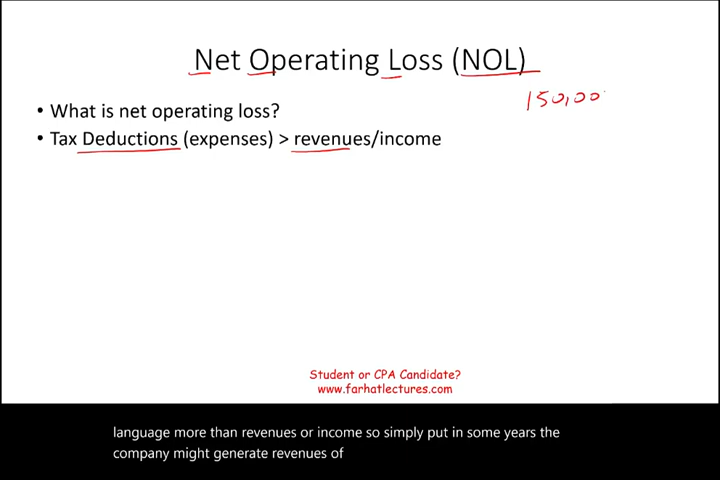 Net Operating Loss (NOL)
150,00
• What is net operating loss?
• Tax Deductions (expenses) > revenues/income
Student or CPA Candidate?
www.farhatlectures.com
language more than revenues or income so simply put in some years the
company might generate revenues of